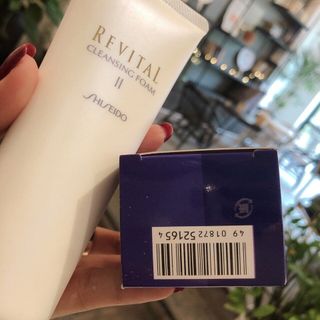 REVITAL
CLEANSING FOAM
II
SHISEIDO
4 901872 521654